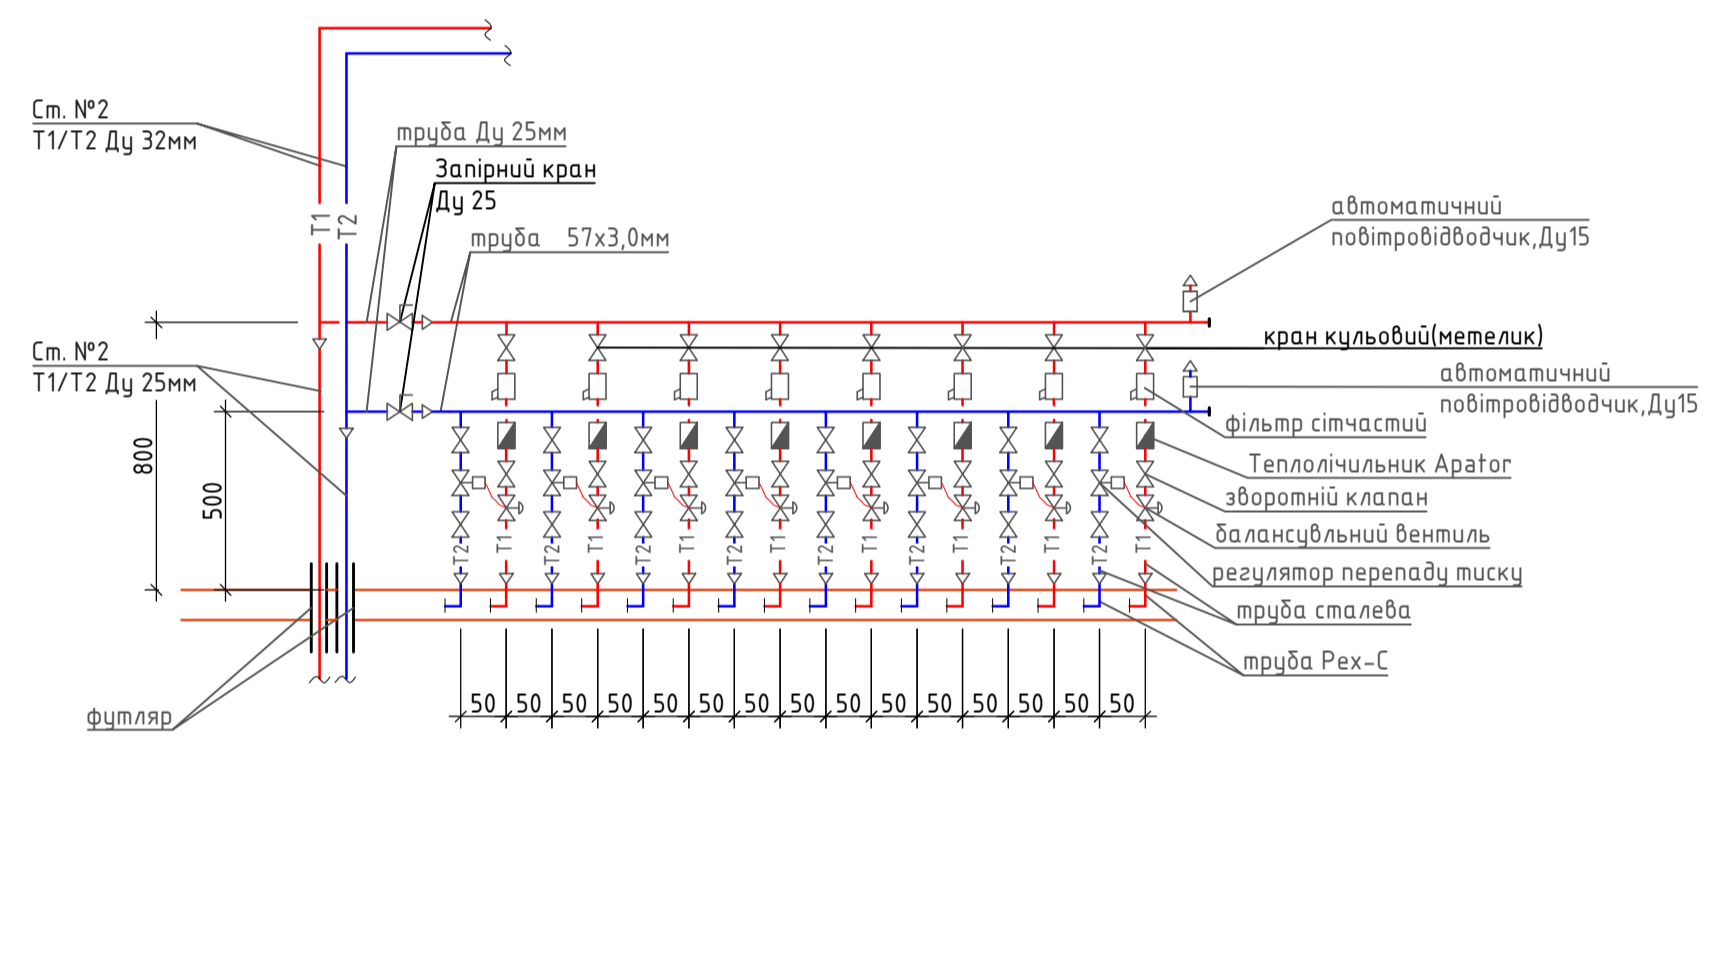 Ст. №2
Т1/Т2 Ду 32мм
труба Ду 25мм
Запірний кран
Ду 25
труба 57х3,0мм
Т1
Т2
автоматичний
повітровідводчик,Ду15
кран кульовий(метелик)
Ст. №2
Т1/Т2 Ду 25мм
автоматичний
повітровідводчик,Ду15
фільтр сітчастий
Теплолічильник Apator
зворотній клапан
балансувльний вентиль
регулятор перепаду тиску
труба сталева
труба Pex-C
800
500
Т2 Т1 Т2 Т1 Т2 Т1 Т2 Т1 Т2 Т1 Т2 Т1 Т2 Т1 Т2 Т1
футляр
50 50 50 50 50 50 50 50 50 50 50 50 50 50 50